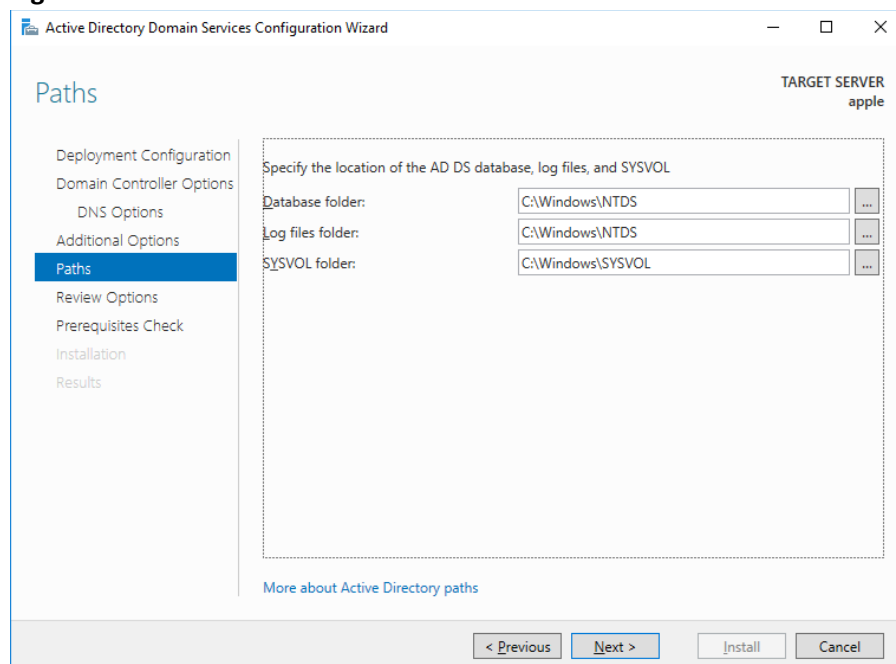 Active Directory Domain Services Configuration Wizard
Paths
TARGET SERVER
apple
Deployment Configuration
Domain Controller Options
DNS Options
Additional Options
Paths
Review Options
Prerequisites Check
Installation
Results
Specify the location of the AD DS database, log files, and SYSVOL
Database folder: C:\Windows\NTDS ...
Log files folder: C:\Windows\NTDS ...
SYSVOL folder: C:\Windows\SYSVOL ...
More about Active Directory paths
< Previous Next > Install Cancel